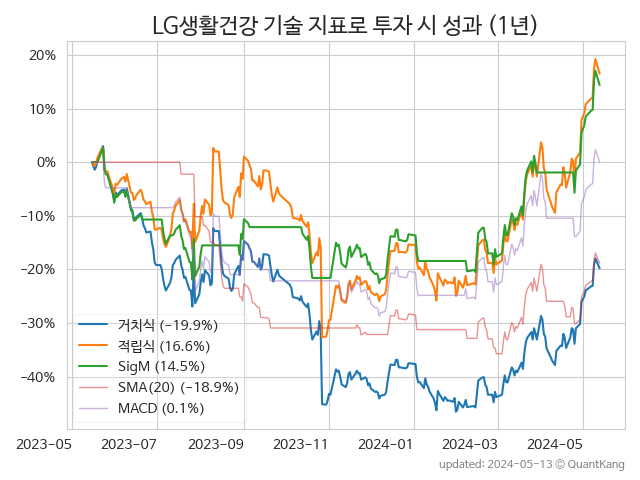 LG생활건강 기술 지표로 투자 시 성과 (1년)
20%
10%
0%
−10%
−20%
−30%
−40%
거치식 (−19.9%)
적립식 (16.6%)
SigM (14.5%)
SMA(20) (−18.9%)
MACD (0.1%)
2023-05 2023-07 2023-09 2023-11 2024-01 2024-03 2024-05
updated: 2024-05-13 ⓒ QuantKang